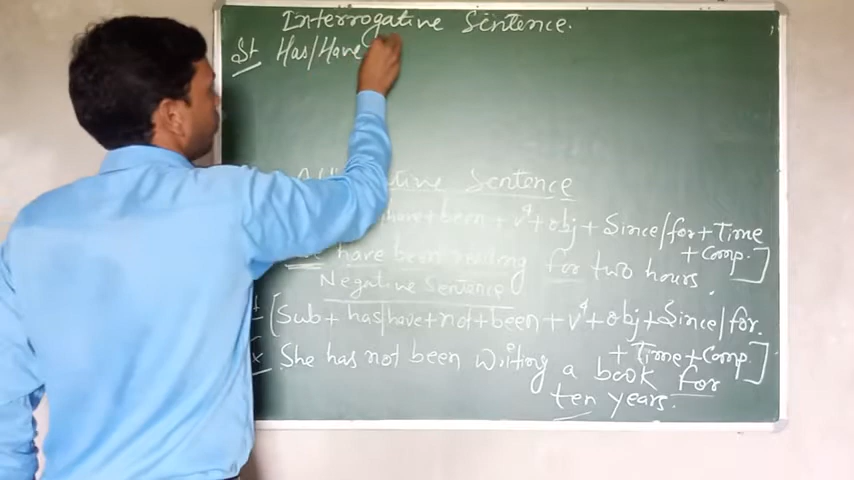 Interrogative Sentence.
St Has/Have
Sentence
have + been + v4 + obj + Since/for + Time
+ Comp. ]
have been reading for two hours.
Negative Sentence
[Sub + has/have + not + been + v4 + obj + Since/for.
+ Time + Comp ]
She has not been writing a book for
ten years.